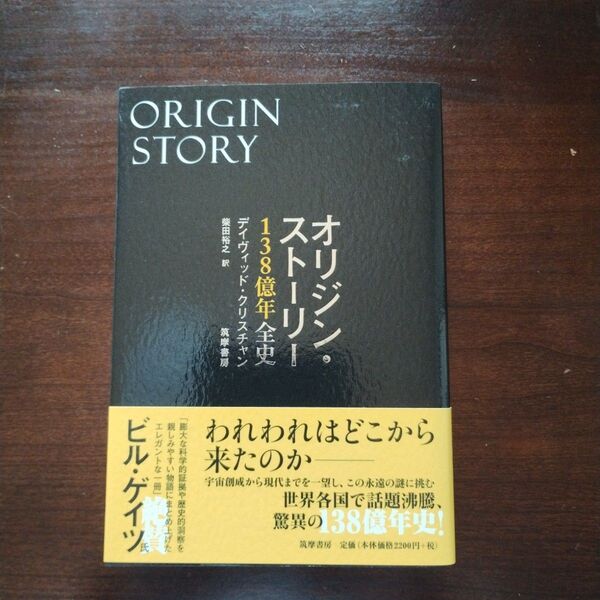 ORIGIN
STORY
オリジン・
ストーリー
138億年全史
デイヴィッド・クリスチャン
柴田裕之 訳
筑摩書房
われわれはどこから
来たのか――
宇宙創成から現代までを一望し、この永遠の謎に挑む
世界各国で話題沸騰、
驚異の138億年史!
筑摩書房 定価(本体価格2200円+税)
「膨大な科学的証拠や歴史的洞察を
親しみやすい物語にまとめ上げた
エレガントな一冊」
ビル・ゲイツ氏
絶賛